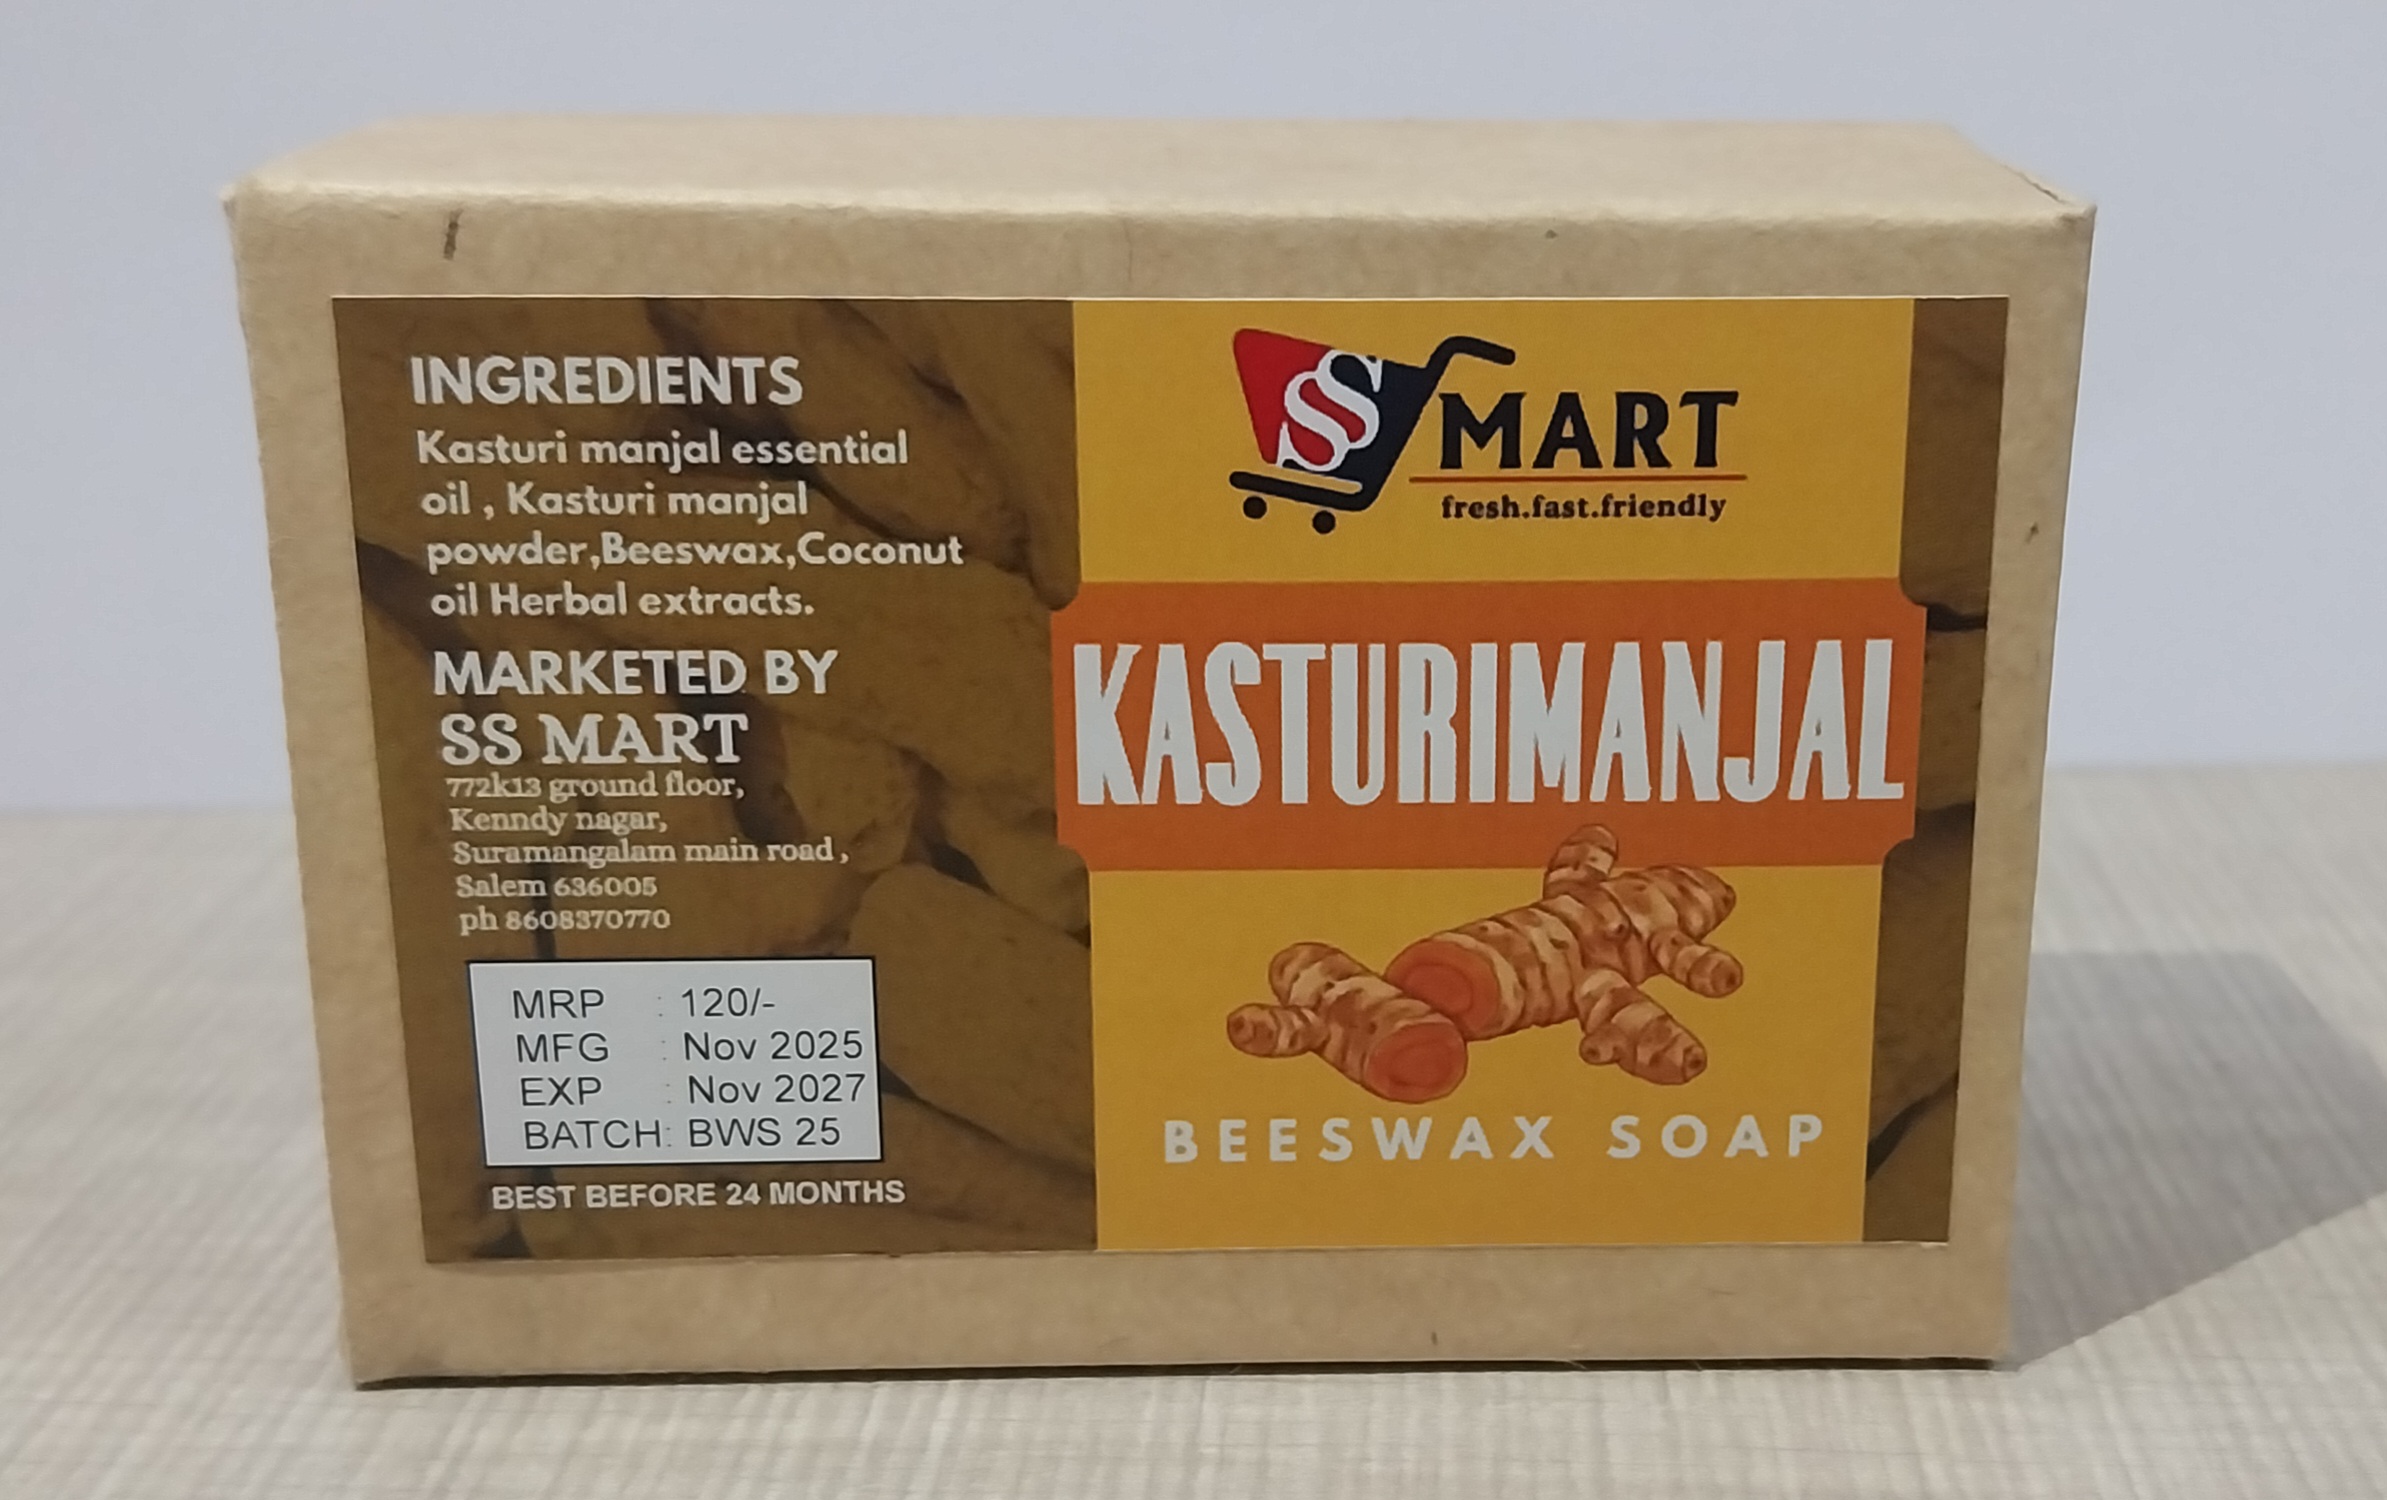 INGREDIENTS
Kasturi manjal essential
oil , Kasturi manjal
powder,Beeswax,Coconut
oil Herbal extracts.
MARKETED BY
SS MART
772k13 ground floor,
Kenndy nagar,
Suramangalam main road ,
Salem 636005
ph 8608370770
MRP : 120/-
MFG : Nov 2025
EXP : Nov 2027
BATCH: BWS 25
BEST BEFORE 24 MONTHS
SS MART
fresh.fast.friendly
KASTURIMANJAL
BEESWAX SOAP